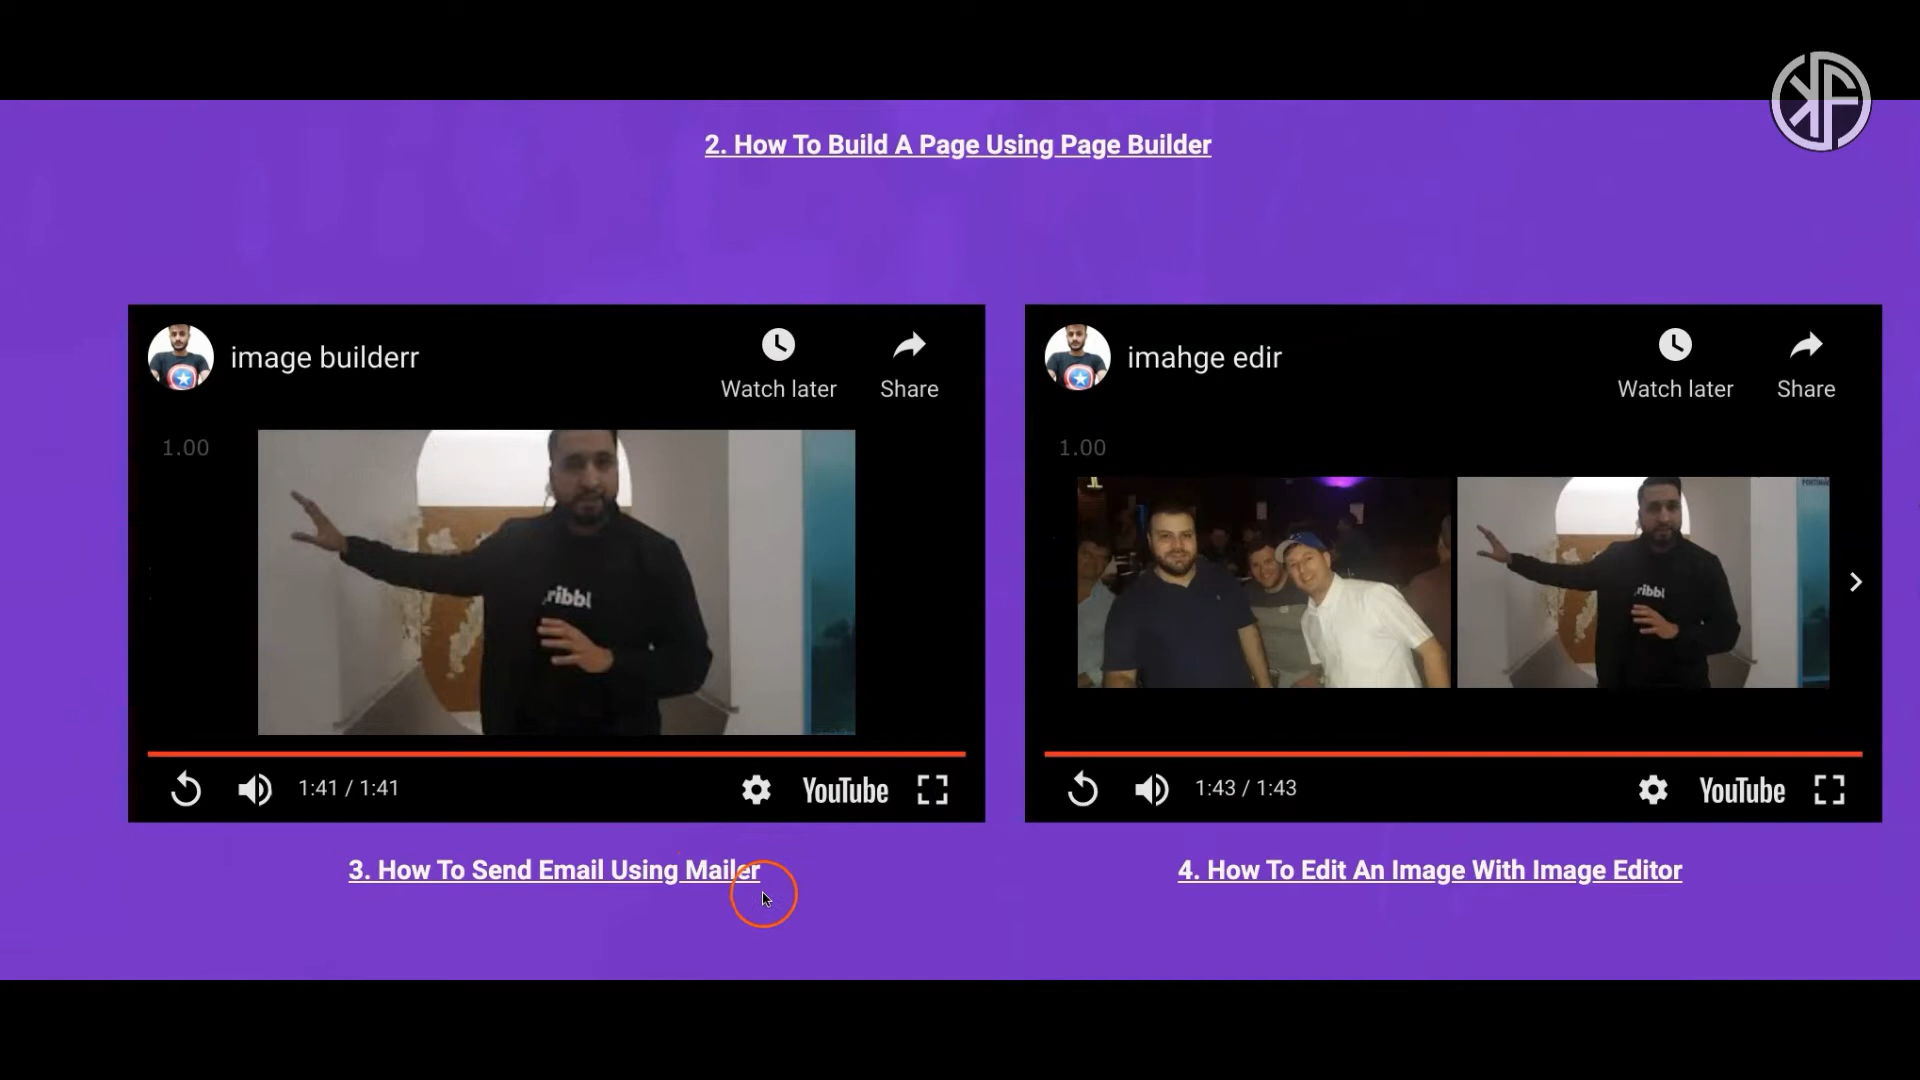 KF
2. How To Build A Page Using Page Builder
image builderr
Watch later
Share
1.00
ribbl
1:41 / 1:41
YouTube
imahge edir
Watch later
Share
1.00
ribbl
1:43 / 1:43
YouTube
3. How To Send Email Using Mailer
4. How To Edit An Image With Image Editor